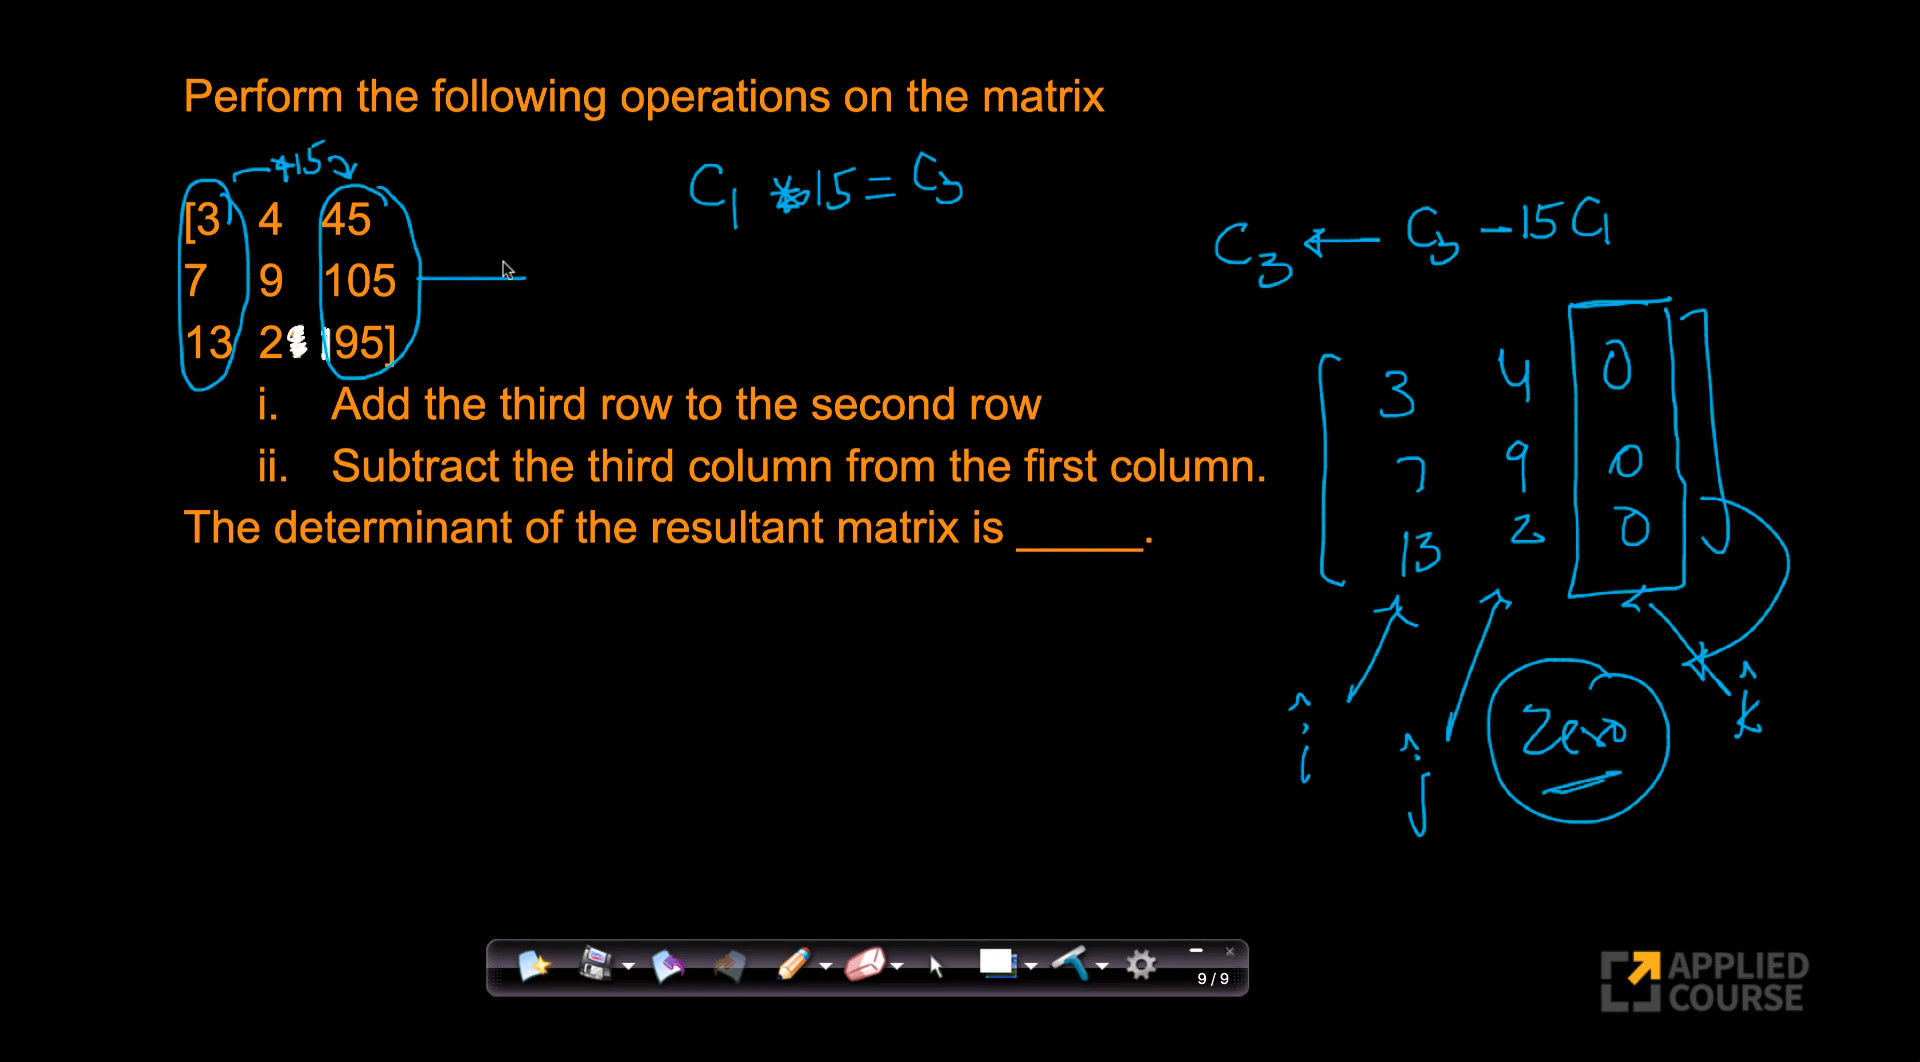 Perform the following operations on the matrix
*15
C1 * 15 = C3
[3 4 45
7 9 105
13 2 195]
C3 ← C3 - 15 C1
i. Add the third row to the second row
ii. Subtract the third column from the first column.
The determinant of the resultant matrix is ______.
3 4 0
7 9 0
13 2 0
î ĵ k̂
Zero
9 / 9
APPLIED
COURSE